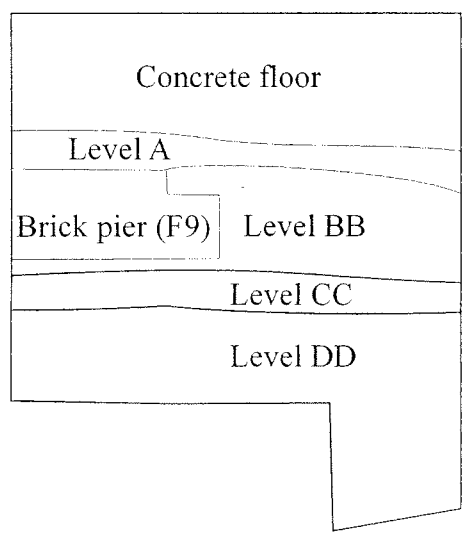 Concrete floor
Level A
Brick pier (F9) Level BB
Level CC
Level DD